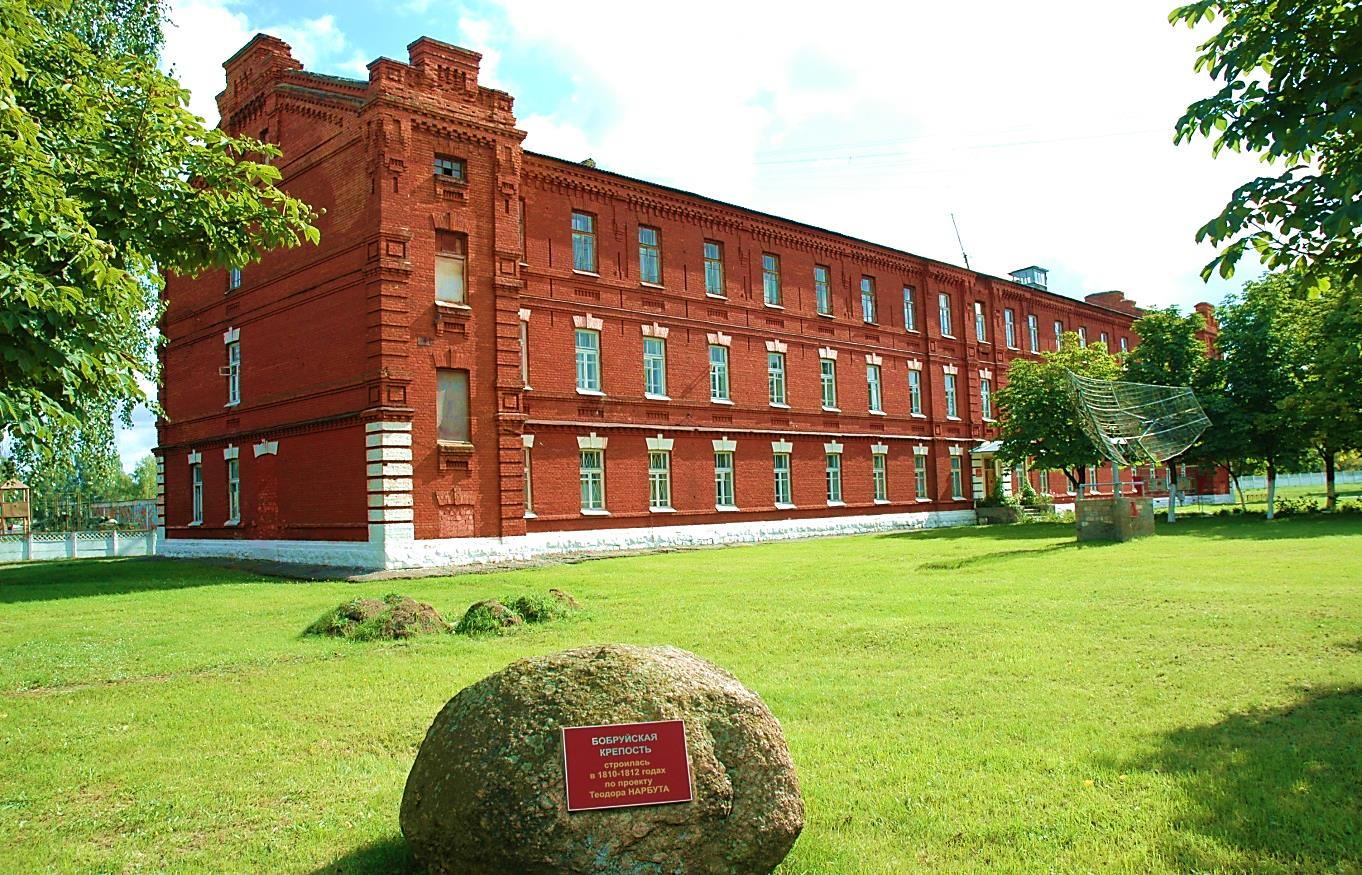 БОБРУЙСКАЯ
КРЕПОСТЬ
строилась
в 1810-1812 годах
по проекту
Теодора НАРБУТА